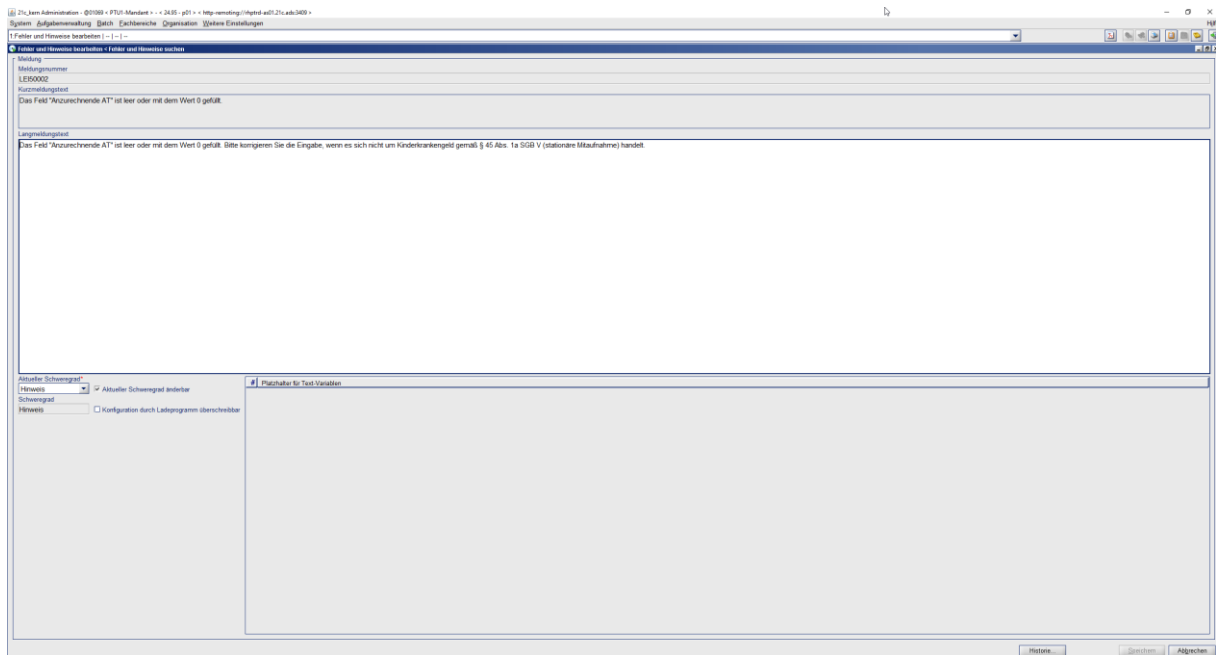 21c_kern Administration - @01069 < PTU1-Mandant > - < 24.85 - p01 > < http-remoting://rhptrd-as01.21c.ads:3409 >
System Aufgabenverwaltung Batch Fachbereiche Organisation Weitere Einstellungen
1 Fehler und Hinweise bearbeiten | -- | -- | --
Fehler und Hinweise bearbeiten < Fehler und Hinweise suchen
Meldung
Meldungsnummer
LEI50002
Kurzmeldungstext
Das Feld "Anzurechnende AT" ist leer oder mit dem Wert 0 gefüllt.
Langmeldungstext
Das Feld "Anzurechnende AT" ist leer oder mit dem Wert 0 gefüllt. Bitte korrigieren Sie die Eingabe, wenn es sich nicht um Kinderkrankengeld gemäß § 45 Abs. 1a SGB V (stationäre Mitaufnahme) handelt.
Aktueller Schweregrad*
Hinweis Aktueller Schweregrad änderbar
Schweregrad
Hinweis Konfiguration durch Ladeprogramm überschreibbar
# Platzhalter für Text-Variablen
Historie... Speichern Abbrechen